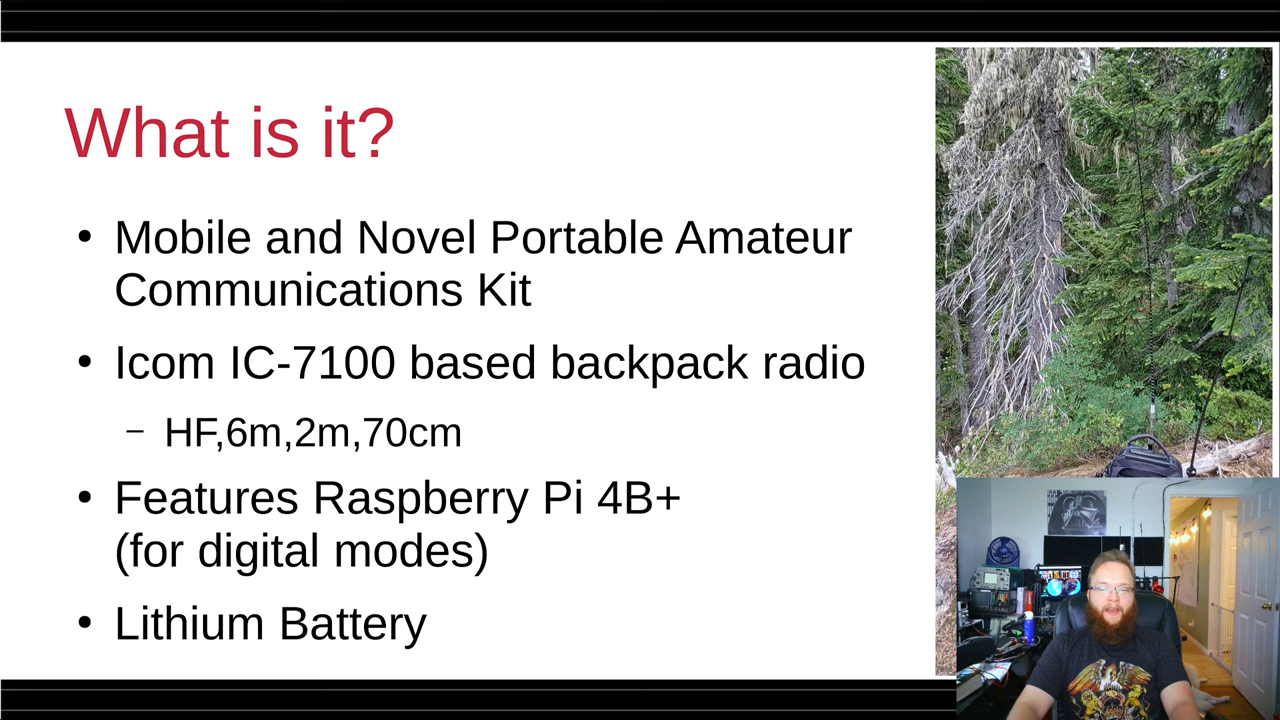 What is it?
• Mobile and Novel Portable Amateur
Communications Kit
• Icom IC-7100 based backpack radio
– HF,6m,2m,70cm
• Features Raspberry Pi 4B+
(for digital modes)
• Lithium Battery